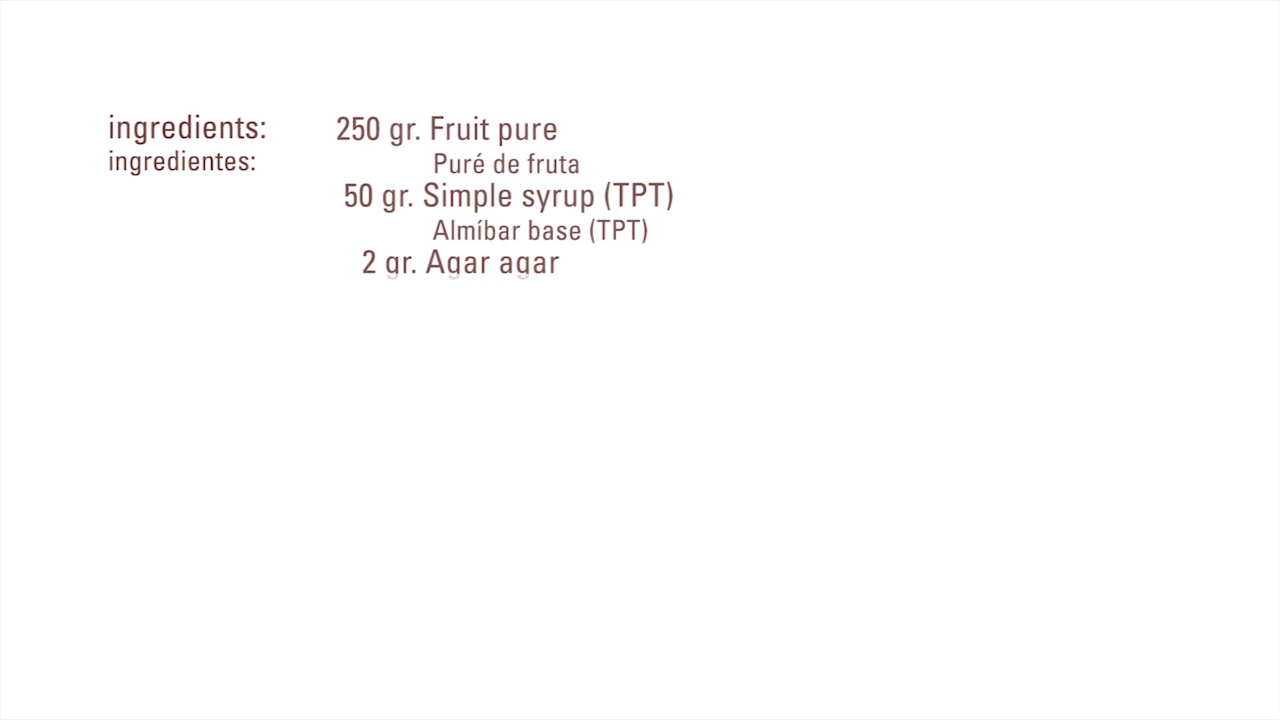 ingredients: 250 gr. Fruit pure
ingredientes: Puré de fruta
50 gr. Simple syrup (TPT)
Almíbar base (TPT)
2 gr. Agar agar